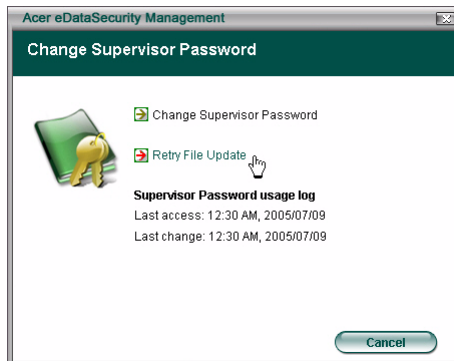 Acer eDataSecurity Management
Change Supervisor Password
Change Supervisor Password
Retry File Update
Supervisor Password usage log
Last access: 12:30 AM, 2005/07/09
Last change: 12:30 AM, 2005/07/09
Cancel